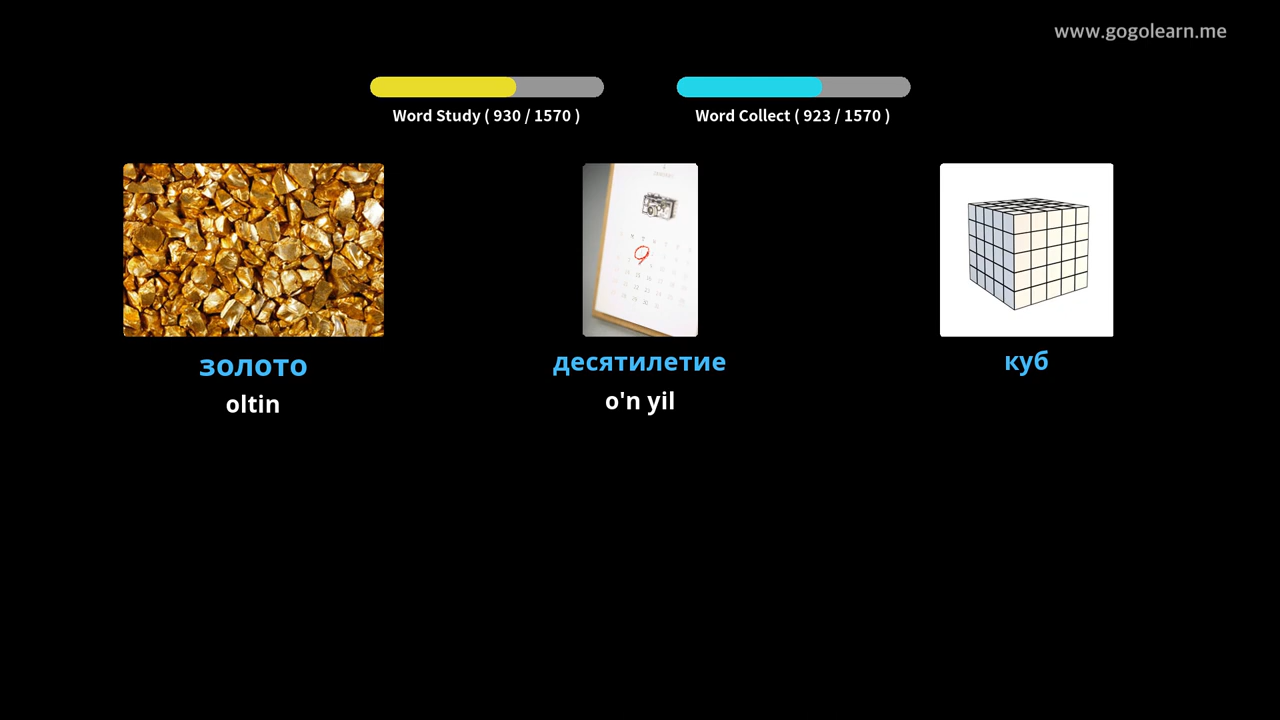 www.gogolearn.me
Word Study ( 930 / 1570 )
Word Collect ( 923 / 1570 )
золото
десятилетие
куб
oltin
o'n yil